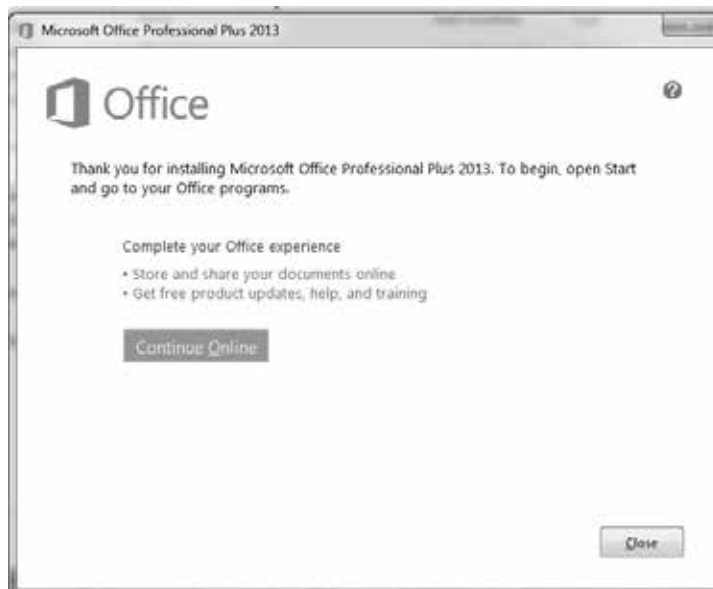 Microsoft Office Professional Plus 2013
Office
?
Thank you for installing Microsoft Office Professional Plus 2013. To begin, open Start
and go to your Office programs.
Complete your Office experience
• Store and share your documents online
• Get free product updates, help, and training
Continue Online
Close